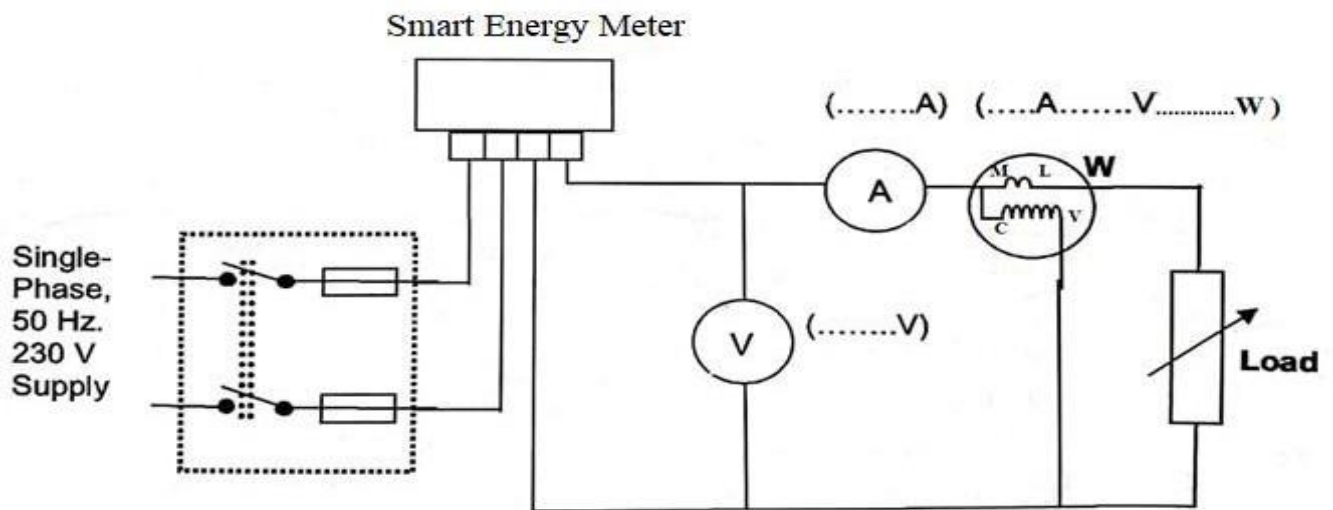 Smart Energy Meter
(.......A) (.....A.......V............W )
M L W
A
C V
Single-
Phase,
50 Hz.
230 V
Supply
V
(.......V)
Load